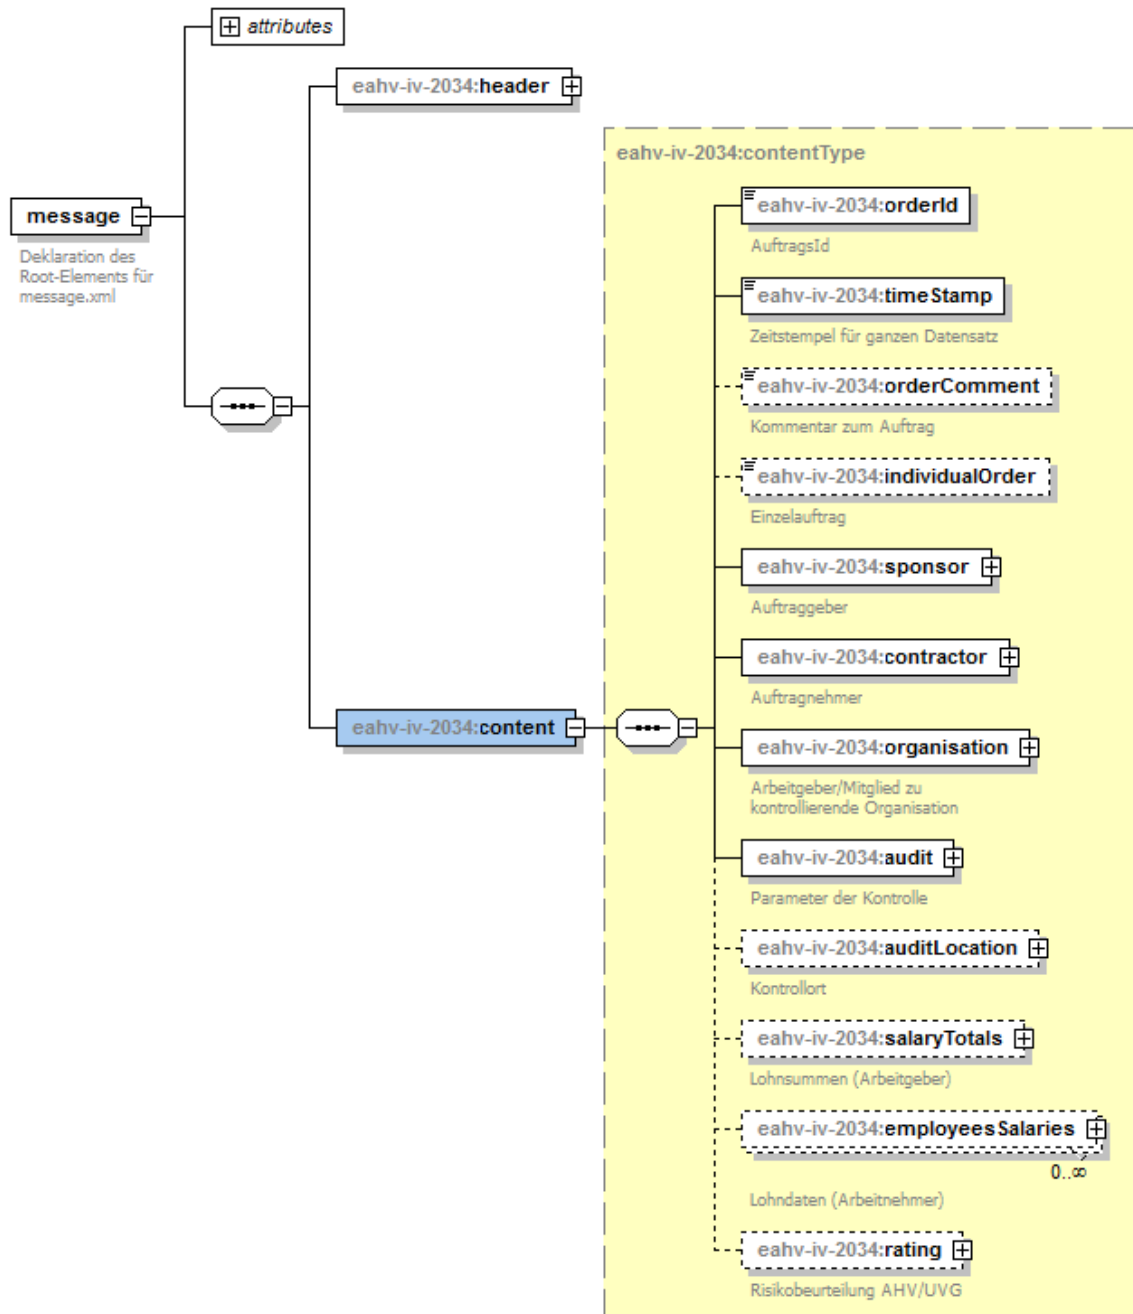 attributes
eahv-iv-2034:header
eahv-iv-2034:contentType
eahv-iv-2034:orderId
AuftragsId
message
Deklaration des
Root-Elements für
message.xml
eahv-iv-2034:timeStamp
Zeitstempel für ganzen Datensatz
eahv-iv-2034:orderComment
Kommentar zum Auftrag
eahv-iv-2034:individualOrder
Einzelauftrag
eahv-iv-2034:sponsor
Auftraggeber
eahv-iv-2034:contractor
Auftragnehmer
eahv-iv-2034:content
eahv-iv-2034:organisation
Arbeitgeber/Mitglied zu
kontrollierende Organisation
eahv-iv-2034:audit
Parameter der Kontrolle
eahv-iv-2034:auditLocation
Kontrollort
eahv-iv-2034:salaryTotals
Lohnsummen (Arbeitgeber)
eahv-iv-2034:employeesSalaries
0..∞
Lohndaten (Arbeitnehmer)
eahv-iv-2034:rating
Risikobeurteilung AHV/UVG